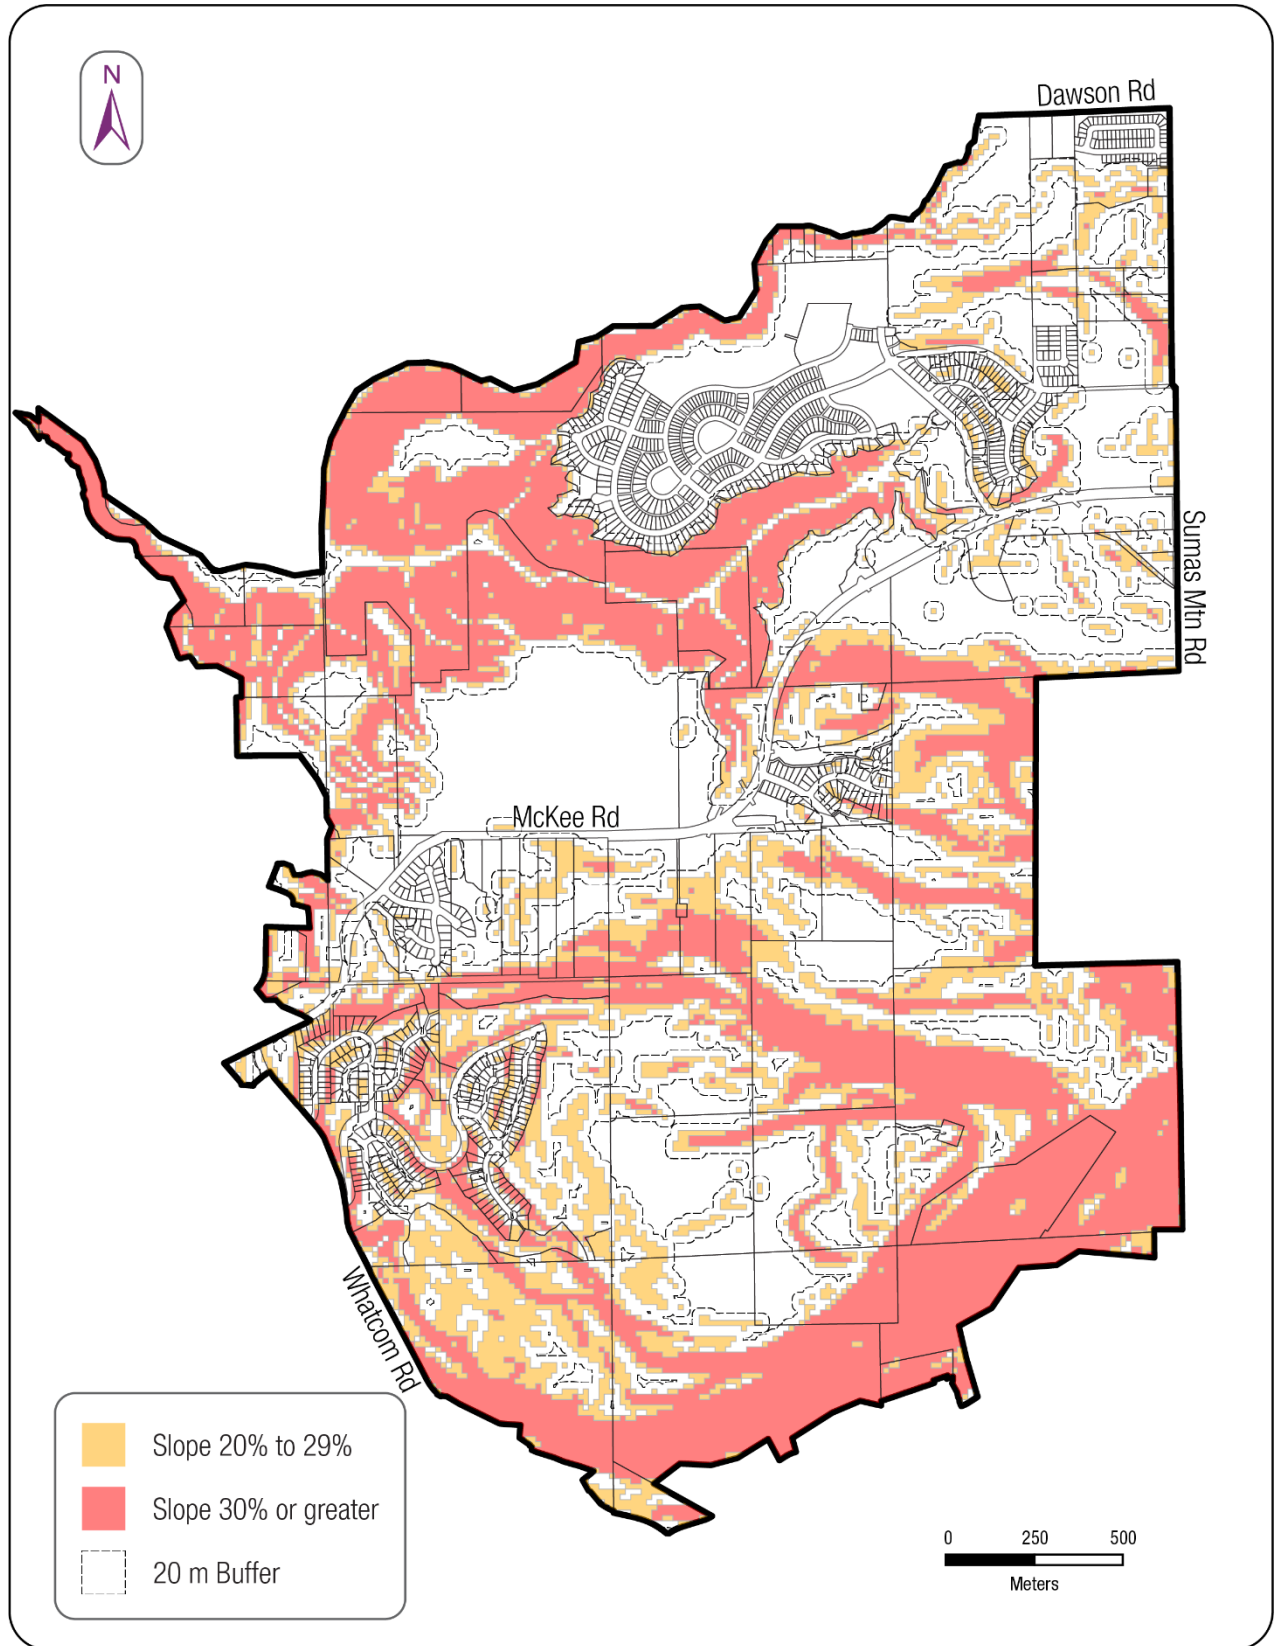 N
Dawson Rd
Sumas Mtn Rd
McKee Rd
Whatcom Rd
Slope 20% to 29%
Slope 30% or greater
20 m Buffer
0 250 500
Meters